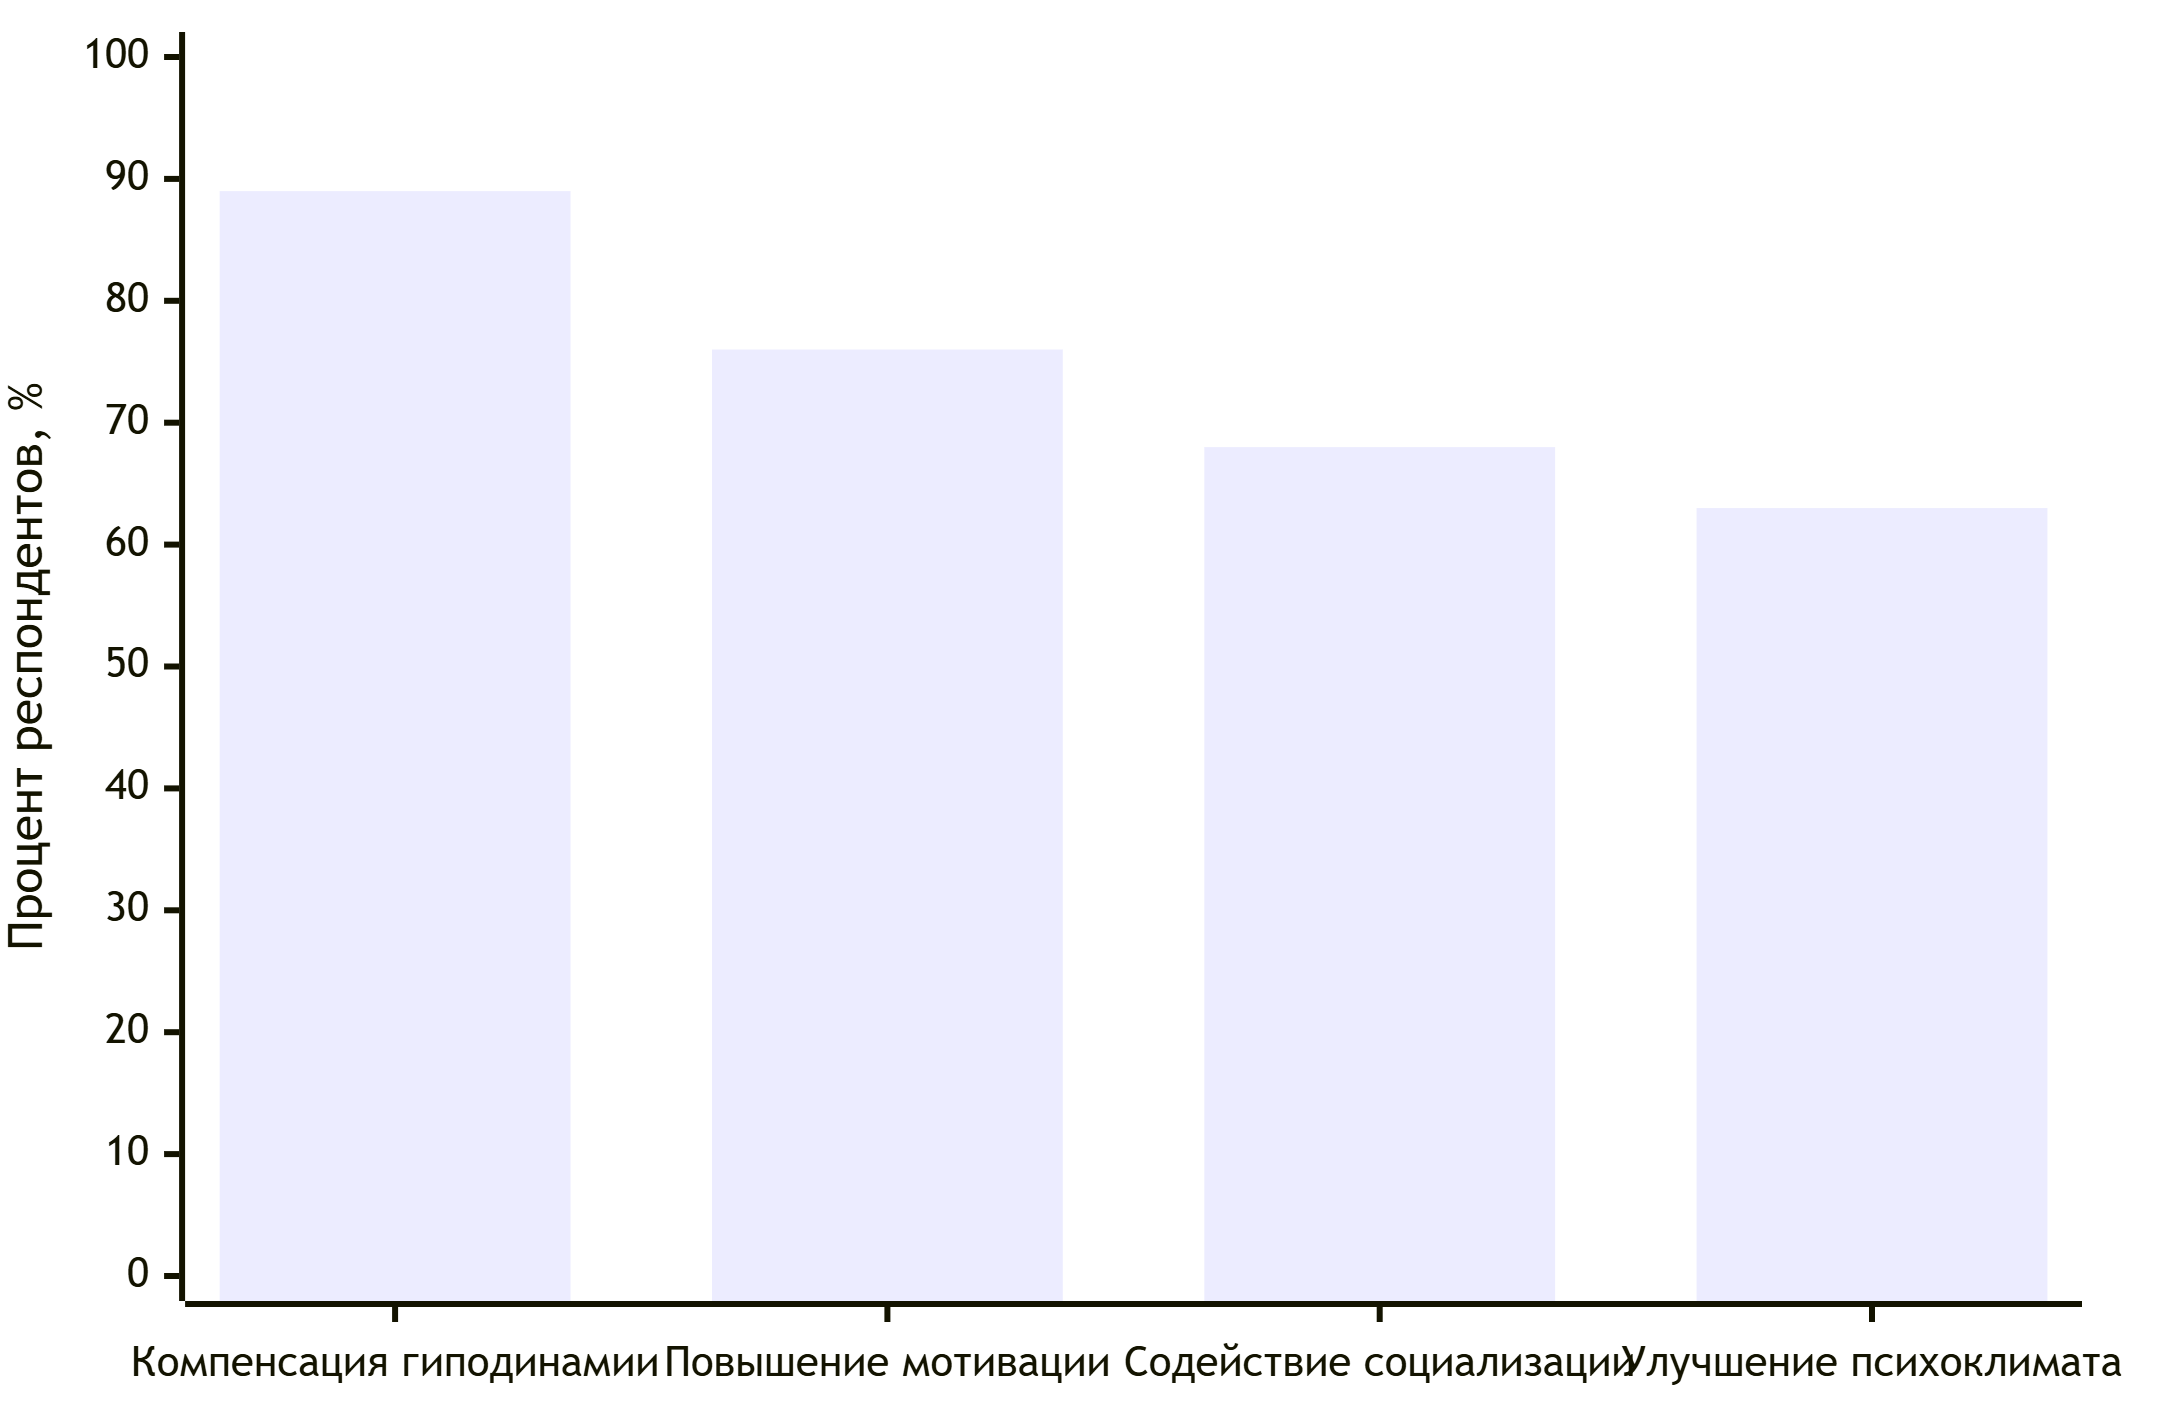 100
90
80
70
60
50
40
30
20
10
0
Процент респондентов, %
Компенсация гиподинамии
Повышение мотивации
Содействие социализации
Улучшение психоклимата